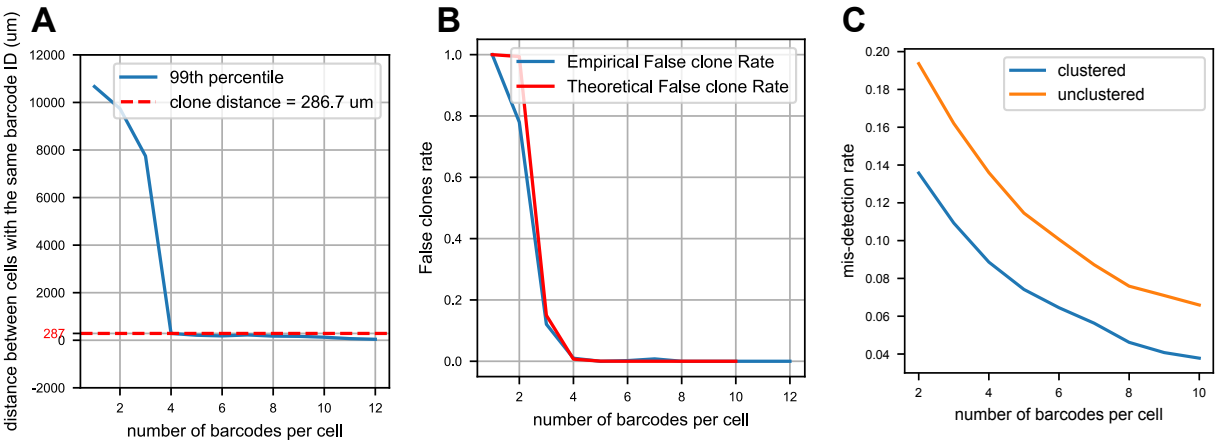 A
distance between cells with the same barcode ID (um)
12000
10000
8000
6000
4000
2000
287
0
-2000
99th percentile
clone distance = 286.7 um
2
4
6
8
10
12
number of barcodes per cell
B
False clones rate
1.0
0.8
0.6
0.4
0.2
0.0
Empirical False clone Rate
Theoretical False clone Rate
2
4
6
8
10
12
number of barcodes per cell
C
mis-detection rate
0.20
0.18
0.16
0.14
0.12
0.10
0.08
0.06
0.04
clustered
unclustered
2
4
6
8
10
number of barcodes per cell